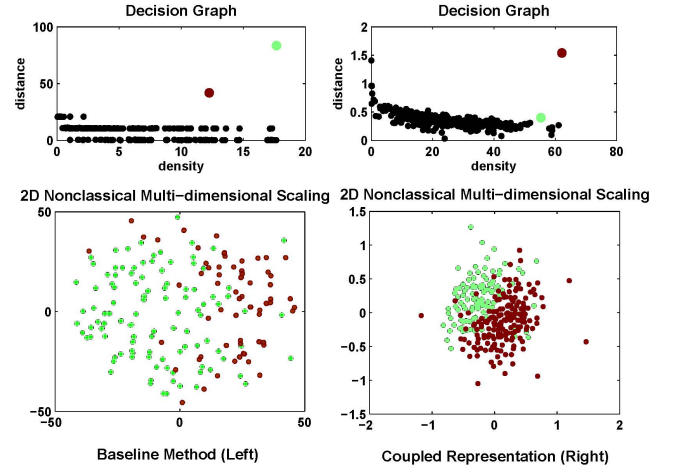 Decision Graph
100
50
0
distance
0 5 10 15 20
density
Decision Graph
2
1.5
1
0.5
0
distance
0 20 40 60 80
density
2D Nonclassical Multi−dimensional Scaling
50
0
−50
−50 0 50
Baseline Method (Left)
2D Nonclassical Multi−dimensional Scaling
1.5
1
0.5
0
−0.5
−1
−1.5
−2 −1 0 1 2
Coupled Representation (Right)